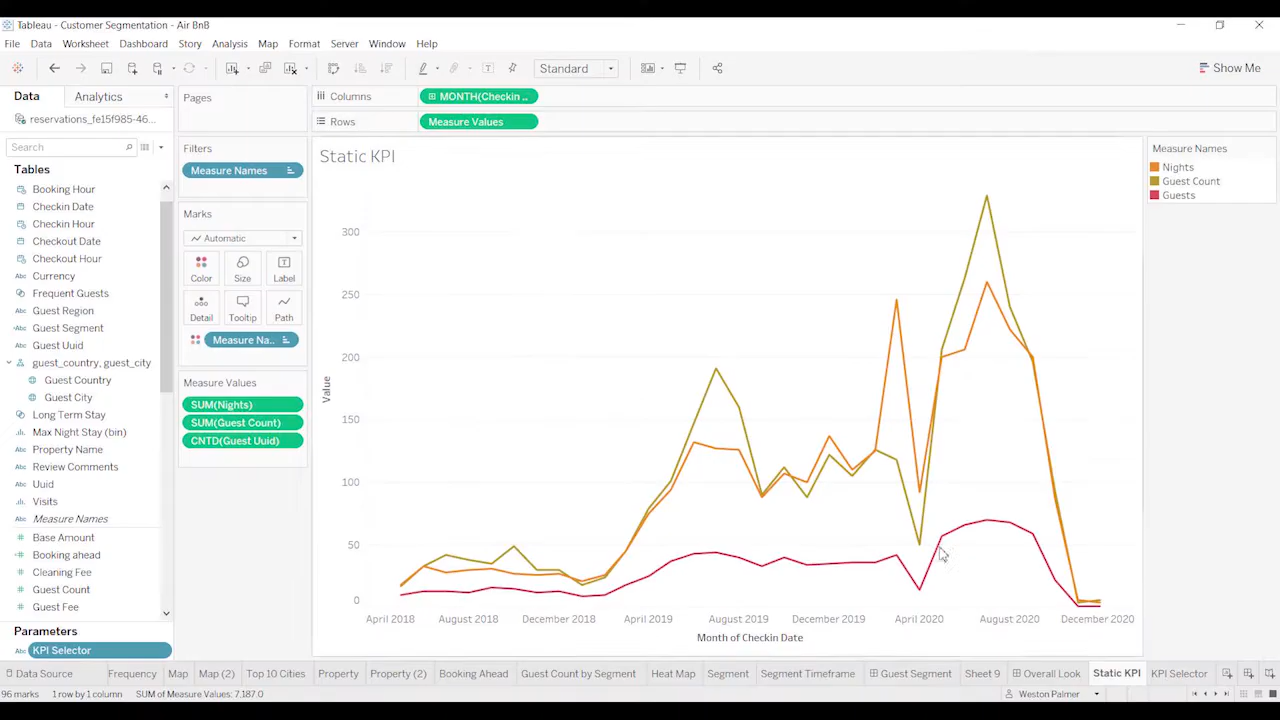 Tableau - Customer Segmentation - Air BnB
File Data Worksheet Dashboard Story Analysis Map Format Server Window Help
Standard
Show Me
Data Analytics
reservations_fe15f985-46...
Search
Tables
Booking Hour
Checkin Date
Checkin Hour
Checkout Date
Checkout Hour
Abc Currency
Frequent Guests
Abc Guest Region
Abc Guest Segment
Abc Guest Uuid
guest_country, guest_city
Guest Country
Guest City
Long Term Stay
Max Night Stay (bin)
Abc Property Name
Abc Review Comments
Abc Uuid
Visits
Abc Measure Names
Base Amount
Booking ahead
Cleaning Fee
Guest Count
Guest Fee
Parameters
Abc KPI Selector
Pages
Filters
Measure Names
Marks
Automatic
Color Size Label
Detail Tooltip Path
Measure Na..
Measure Values
SUM(Nights)
SUM(Guest Count)
CNTD(Guest Uuid)
Columns MONTH(Checkin ..
Rows Measure Values
Static KPI
Value
300
250
200
150
100
50
0
April 2018 August 2018 December 2018 April 2019 August 2019 December 2019 April 2020 August 2020 December 2020
Month of Checkin Date
Measure Names
Nights
Guest Count
Guests
Data Source Frequency Map Map (2) Top 10 Cities Property Property (2) Booking Ahead Guest Count by Segment Heat Map Segment Segment Timeframe Guest Segment Sheet 9 Overall Look Static KPI KPI Selector
96 marks 1 row by 1 column SUM of Measure Values: 7,187.0 Weston Palmer